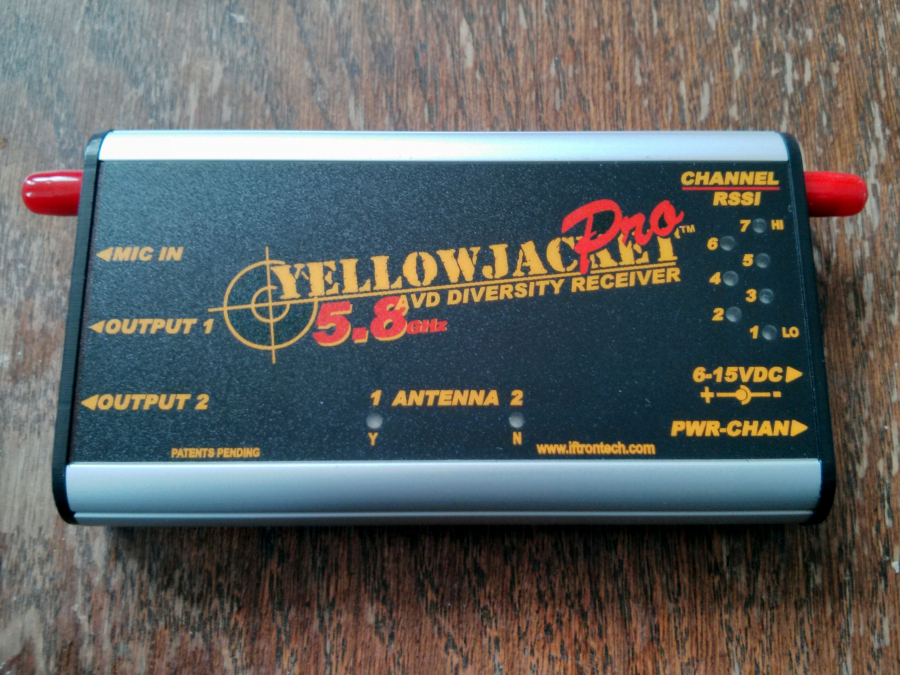 CHANNEL
RSSI
7 HI
6
5
4
3
2
1 LO
◀MIC IN
◀OUTPUT 1
◀OUTPUT 2
YELLOWJACKET™
Pro
AVD DIVERSITY RECEIVER
5.8GHz
6-15VDC▶
+ -
PWR-CHAN▶
1 ANTENNA 2
Y N
PATENTS PENDING
www.iftrontech.com